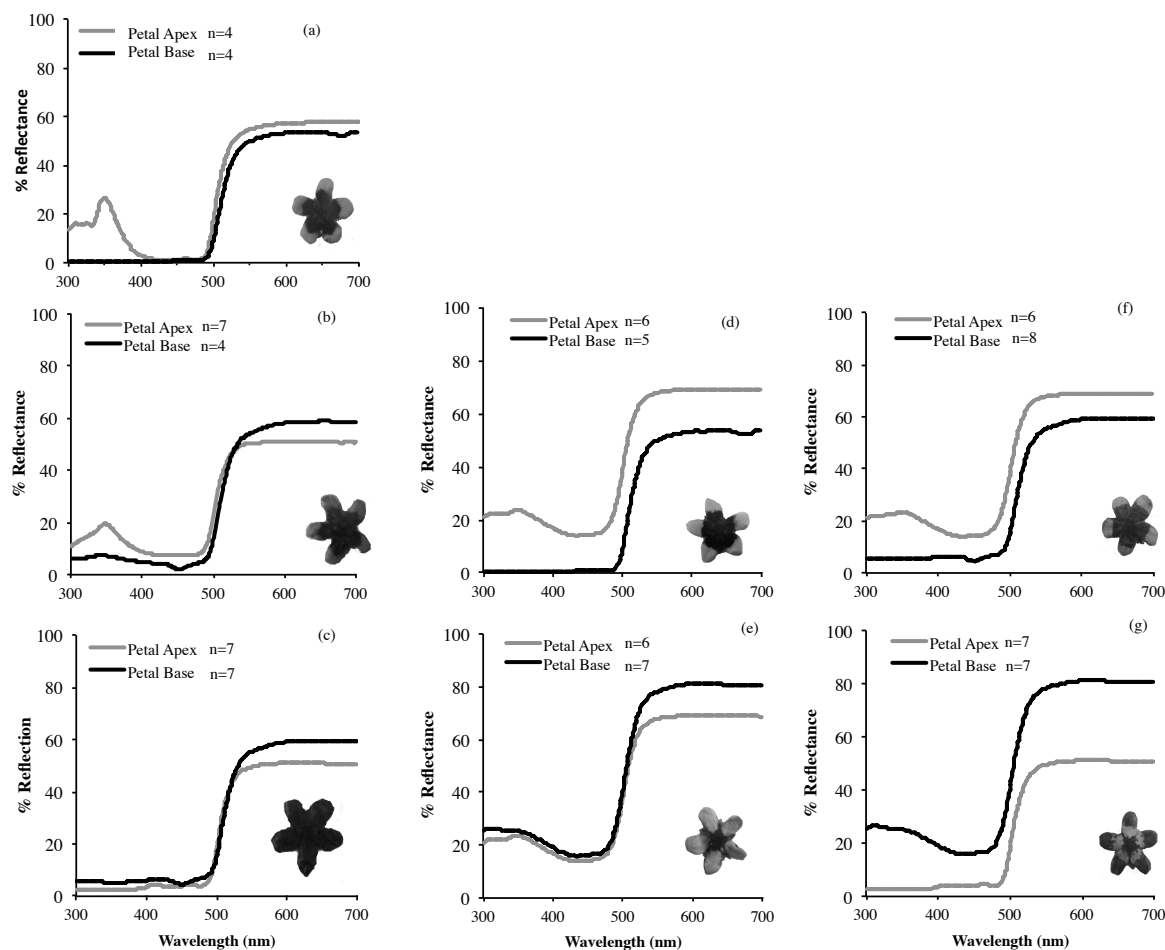 100
80
60
40
20
0
% Reflectance
Petal Apex n=4
Petal Base n=4
(a)
300 400 500 600 700
100
80
60
40
20
0
% Reflectance
Petal Apex n=7
Petal Base n=4
(b)
300 400 500 600 700
100
80
60
40
20
0
% Reflectance
Petal Apex n=6
Petal Base n=5
(d)
300 400 500 600 700
100
80
60
40
20
0
% Reflectance
Petal Apex n=6
Petal Base n=8
(f)
300 400 500 600 700
100
80
60
40
20
0
% Reflection
Petal Apex n=7
Petal Base n=7
(c)
300 400 500 600 700
Wavelength (nm)
100
80
60
40
20
0
% Reflectance
Petal Apex n=6
Petal Base n=7
(e)
300 400 500 600 700
Wavelength (nm)
100
80
60
40
20
0
% Reflectance
Petal Apex n=7
Petal Base n=7
(g)
300 400 500 600 700
Wavelength (nm)